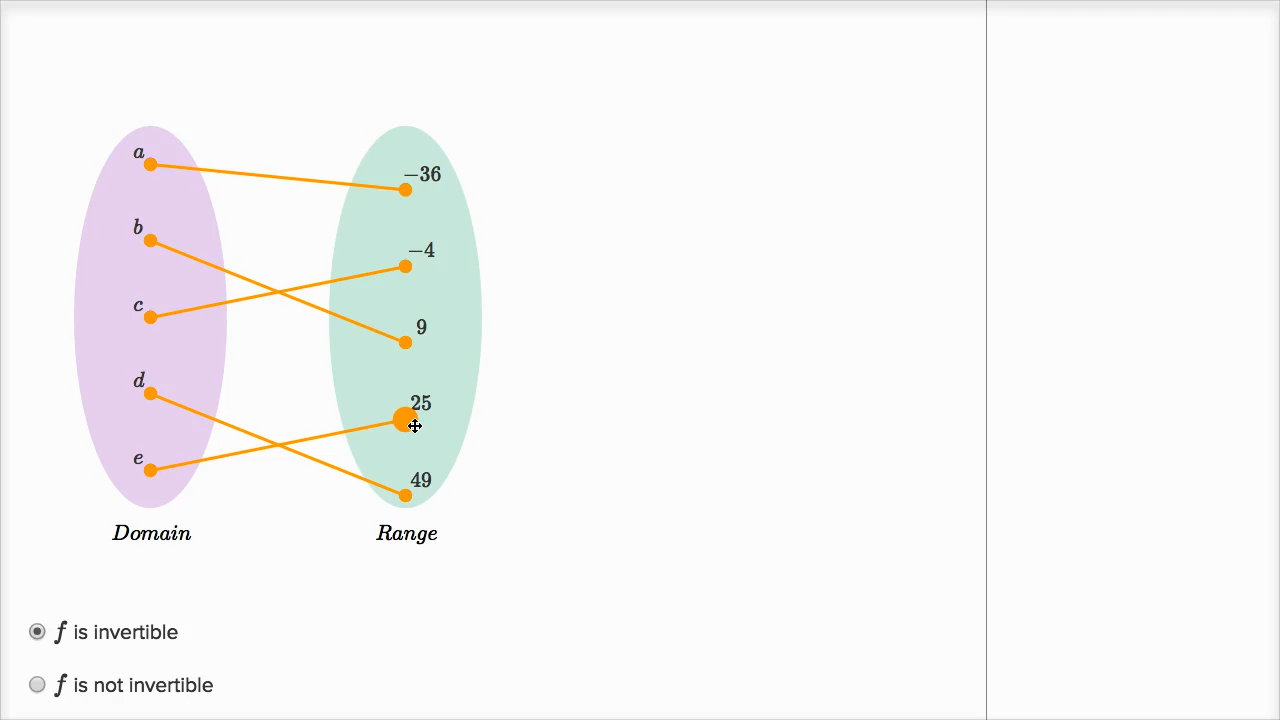 a
−36
b
−4
c
9
d
25
e
49
Domain
Range
f is invertible
f is not invertible